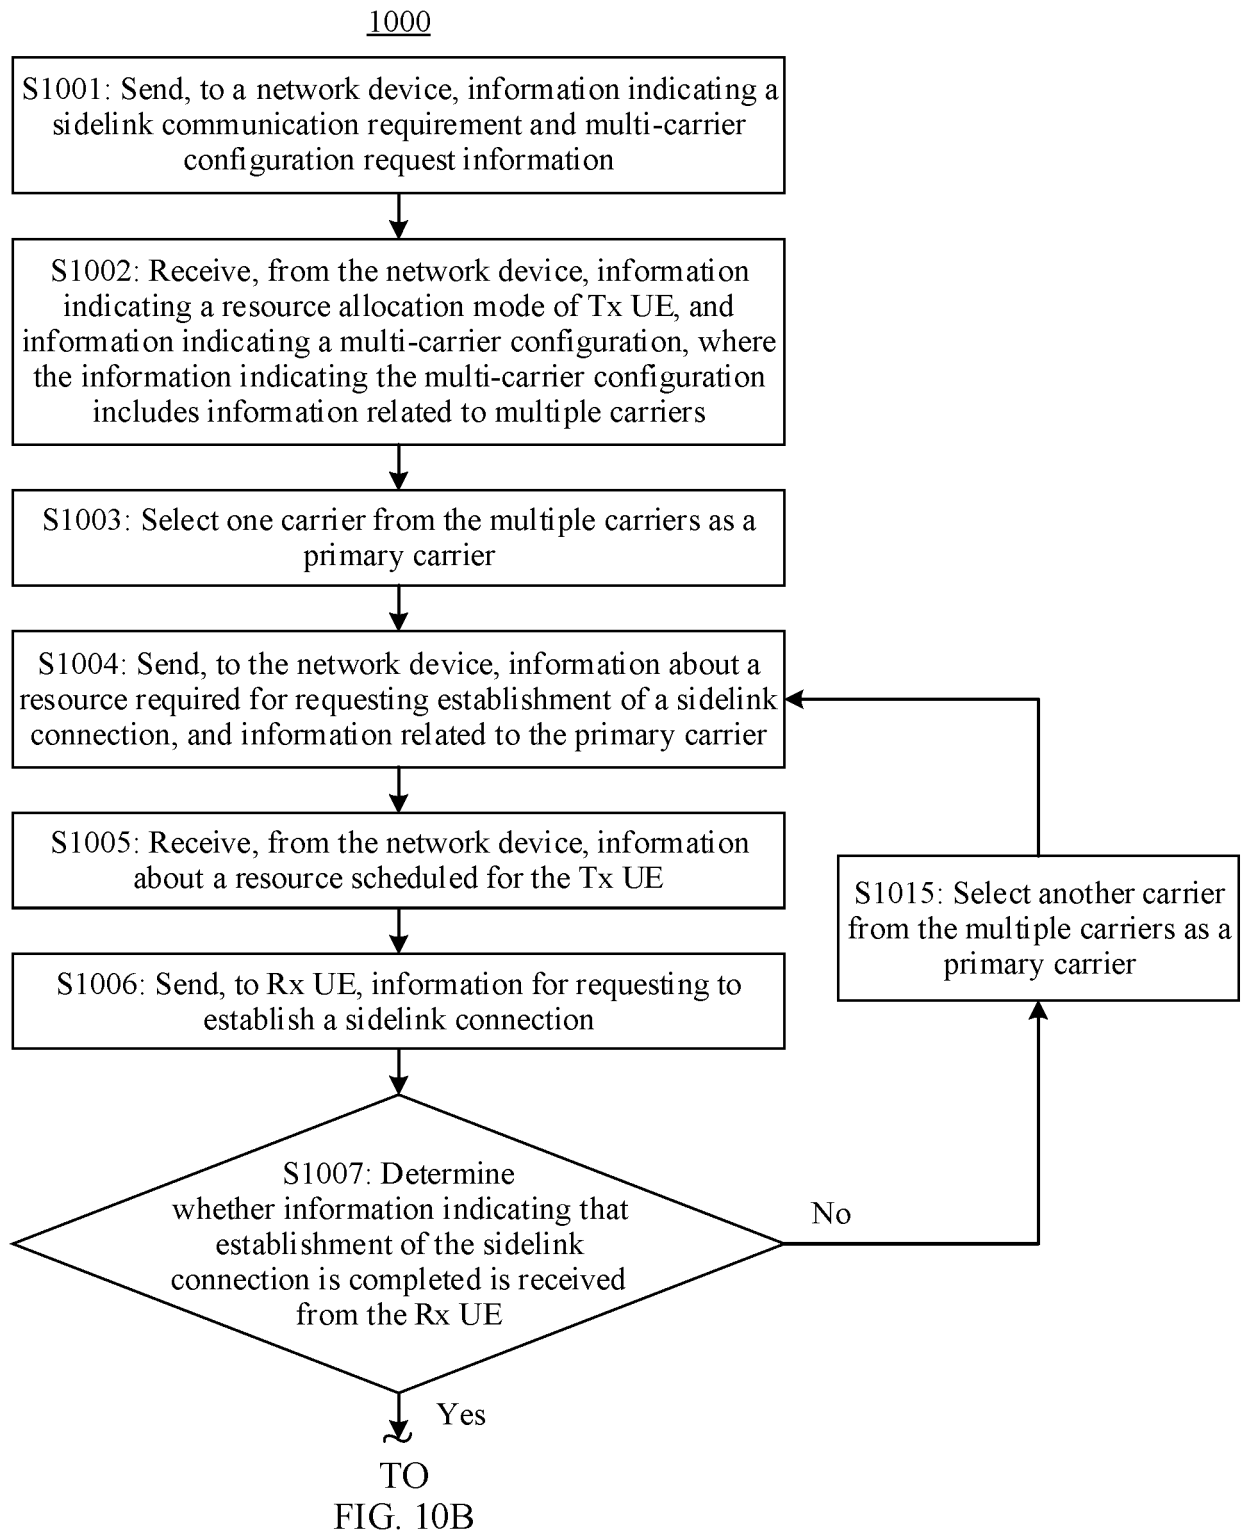 1000
S1001: Send, to a network device, information indicating a
sidelink communication requirement and multi-carrier
configuration request information
S1002: Receive, from the network device, information
indicating a resource allocation mode of Tx UE, and
information indicating a multi-carrier configuration, where
the information indicating the multi-carrier configuration
includes information related to multiple carriers
S1003: Select one carrier from the multiple carriers as a
primary carrier
S1004: Send, to the network device, information about a
resource required for requesting establishment of a sidelink
connection, and information related to the primary carrier
S1005: Receive, from the network device, information
about a resource scheduled for the Tx UE
S1015: Select another carrier
from the multiple carriers as a
primary carrier
S1006: Send, to Rx UE, information for requesting to
establish a sidelink connection
S1007: Determine
whether information indicating that
establishment of the sidelink
connection is completed is received
from the Rx UE
No
Yes
TO
FIG. 10B